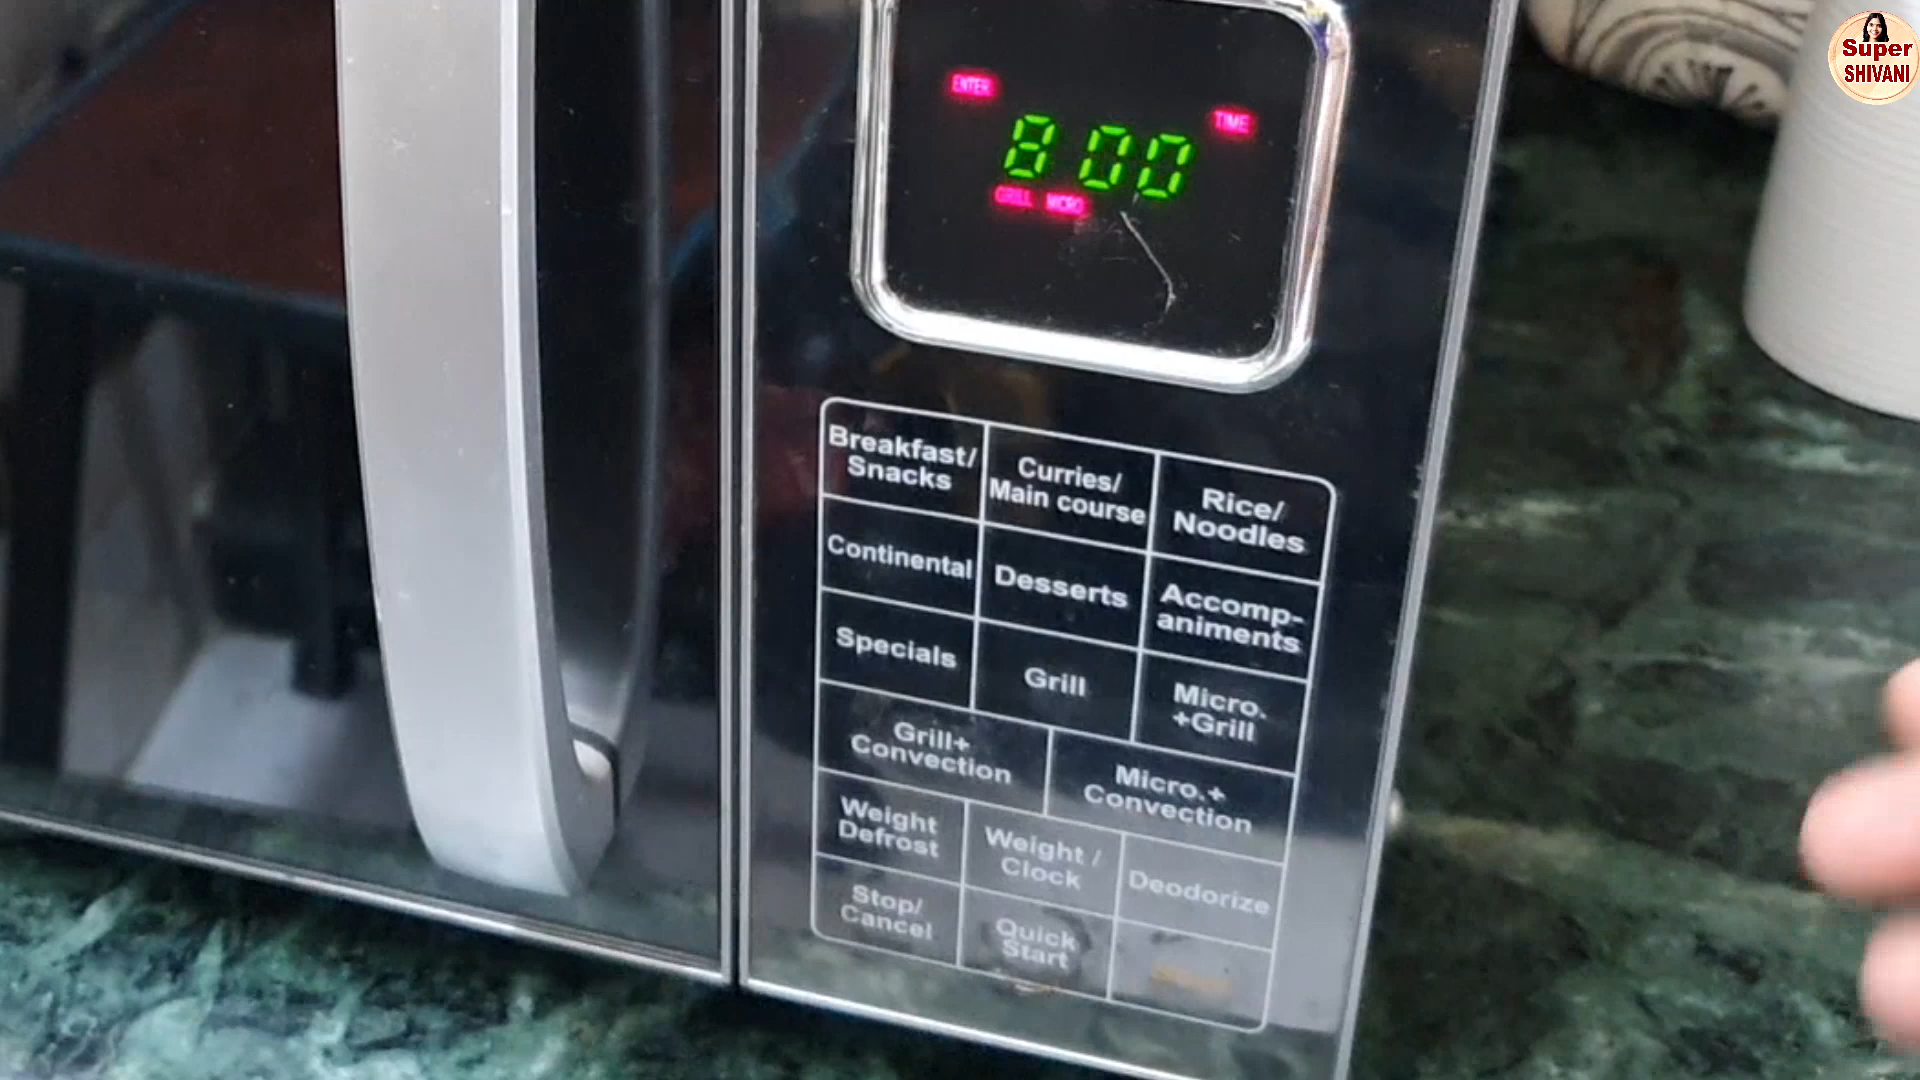 Super
SHIVANI
ENTER
TIME
8 00
GRILL MICRO
Breakfast/
Snacks
Curries/
Main course
Rice/
Noodles
Continental
Desserts
Accomp-
animents
Specials
Grill
Micro.
+Grill
Grill+
Convection
Micro.+
Convection
Weight
Defrost
Weight /
Clock
Deodorize
Stop/
Cancel
Quick
Start